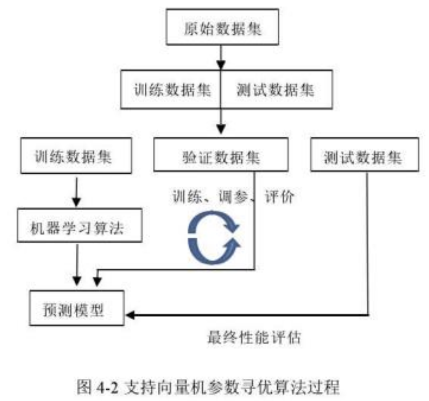 原始数据集
训练数据集 测试数据集
训练数据集 验证数据集 测试数据集
训练、调参、评价
机器学习算法
预测模型
最终性能评估
图 4-2 支持向量机参数寻优算法过程